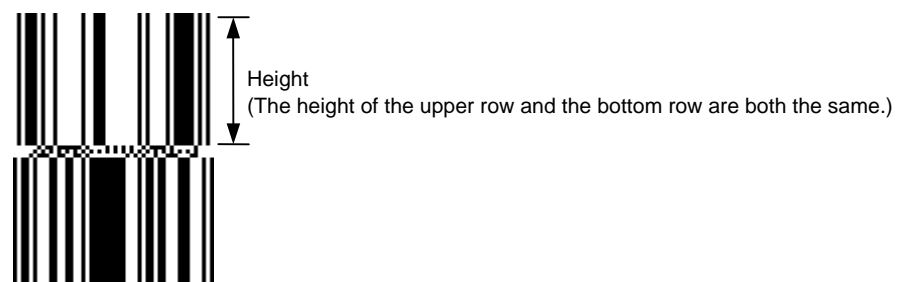 Height
(The height of the upper row and the bottom row are both the same.)